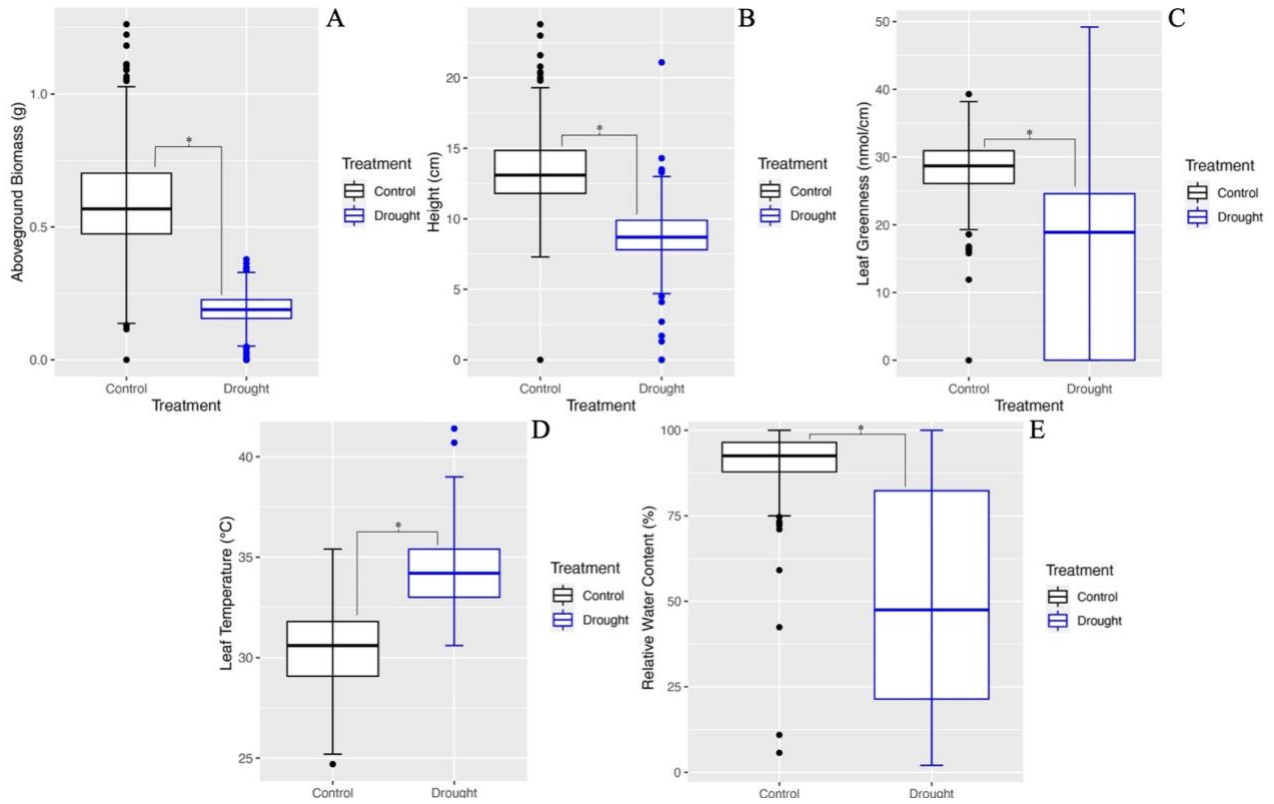 A
Aboveground Biomass (g)
1.0
0.5
0.0
Control
Drought
Treatment
Treatment
Control
Drought
*
B
Height (cm)
20
15
10
5
0
Control
Drought
Treatment
Treatment
Control
Drought
*
C
Leaf Greenness (nmol/cm)
50
40
30
20
10
0
Control
Drought
Treatment
Treatment
Control
Drought
*
D
Leaf Temperature (°C)
40
35
30
25
Control
Drought
Treatment
Control
Drought
*
E
Relative Water Content (%)
100
75
50
25
0
Control
Drought
Treatment
Control
Drought
*